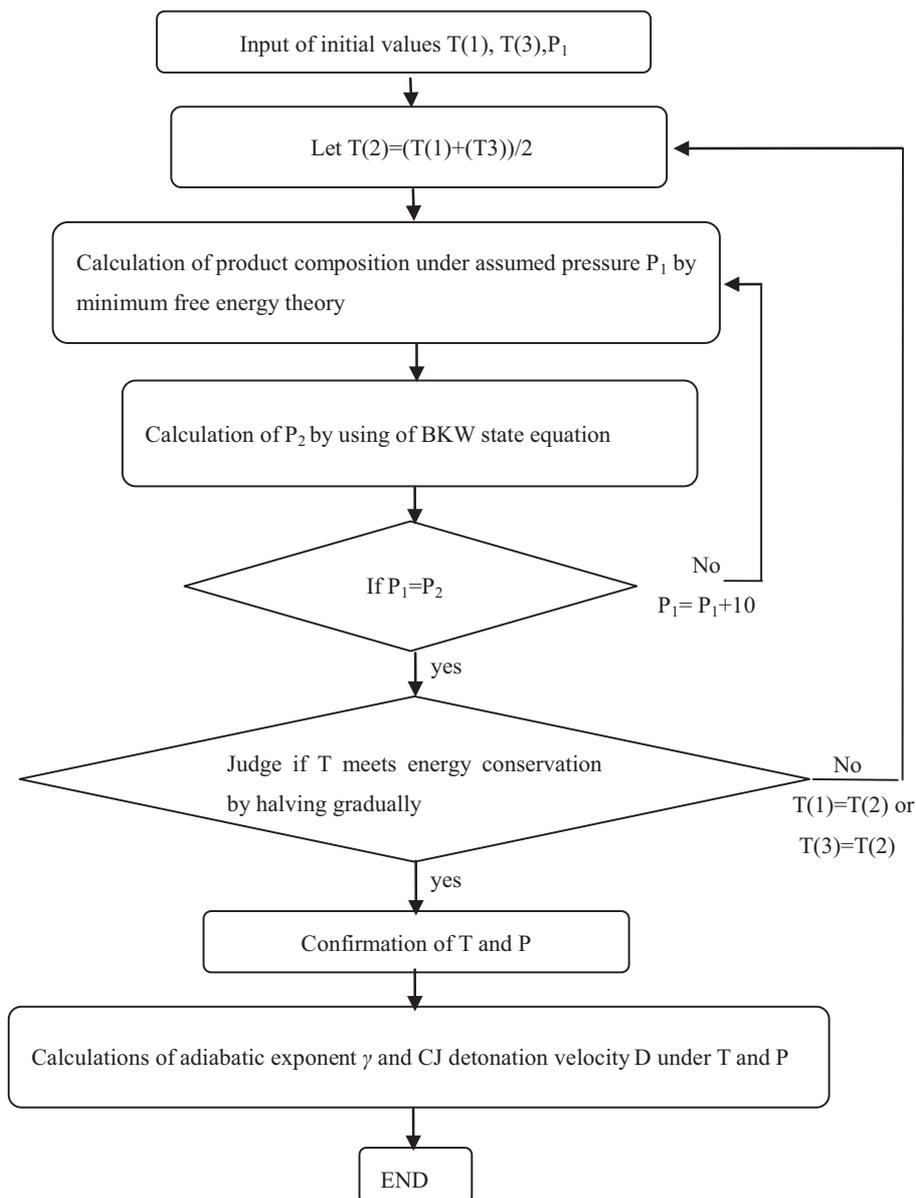 Input of initial values T(1), T(3),P₁
Let T(2)=(T(1)+(T3))/2
Calculation of product composition under assumed pressure P₁ by
minimum free energy theory
Calculation of P₂ by using of BKW state equation
If P₁=P₂
No
P₁= P₁+10
yes
Judge if T meets energy conservation
by halving gradually
No
T(1)=T(2) or
T(3)=T(2)
yes
Confirmation of T and P
Calculations of adiabatic exponent γ and CJ detonation velocity D under T and P
END